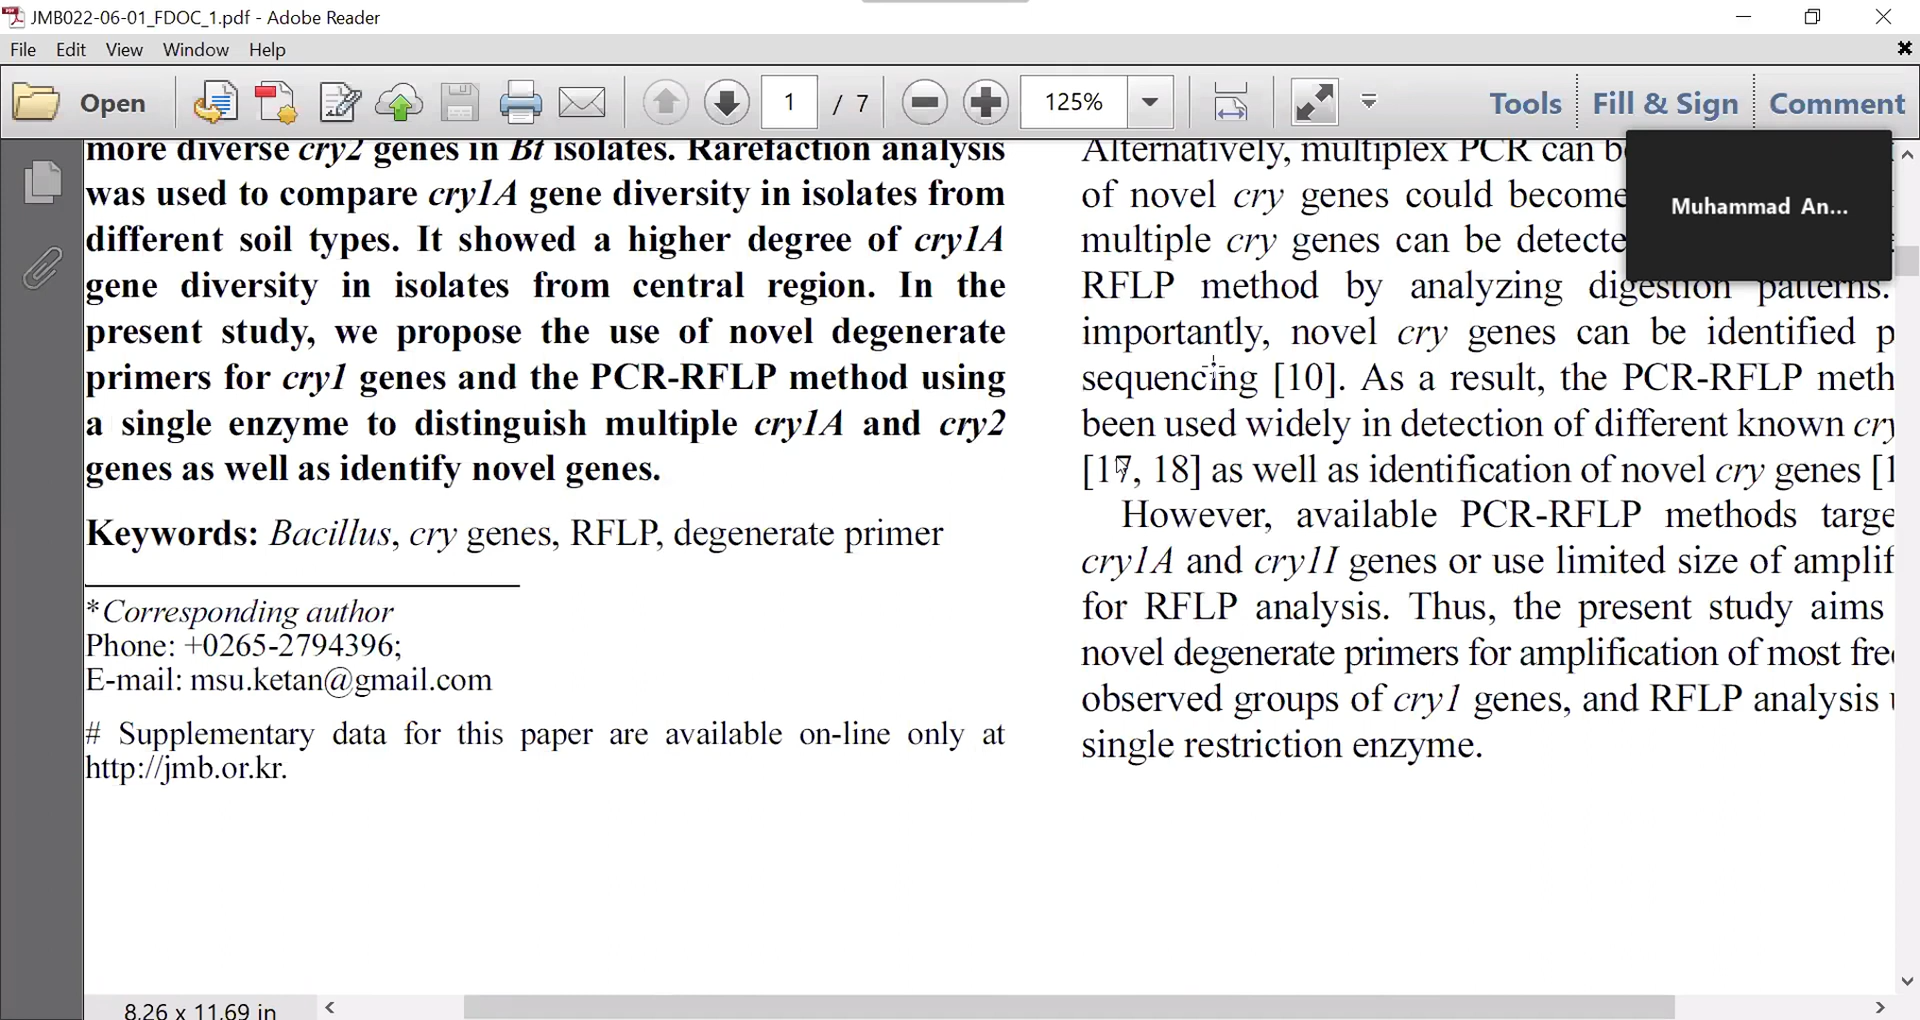 JMB022-06-01_FDOC_1.pdf - Adobe Reader
File Edit View Window Help
Open 1 / 7 125% Tools Fill & Sign Comment
Muhammad An...
more diverse cry2 genes in Bt isolates. Rarefaction analysis
was used to compare cry1A gene diversity in isolates from
different soil types. It showed a higher degree of cry1A
gene diversity in isolates from central region. In the
present study, we propose the use of novel degenerate
primers for cry1 genes and the PCR-RFLP method using
a single enzyme to distinguish multiple cry1A and cry2
genes as well as identify novel genes.
Keywords: Bacillus, cry genes, RFLP, degenerate primer
*Corresponding author
Phone: +0265-2794396;
E-mail: msu.ketan@gmail.com
# Supplementary data for this paper are available on-line only at
http://jmb.or.kr.
Alternatively, multiplex PCR can b
of novel cry genes could become
multiple cry genes can be detecte
RFLP method by analyzing digestion patterns.
importantly, novel cry genes can be identified p
sequencing [10]. As a result, the PCR-RFLP meth
been used widely in detection of different known cry
[17, 18] as well as identification of novel cry genes [1
However, available PCR-RFLP methods targe
cry1A and cry1I genes or use limited size of amplif
for RFLP analysis. Thus, the present study aims
novel degenerate primers for amplification of most fre
observed groups of cry1 genes, and RFLP analysis
single restriction enzyme.
8.26 x 11.69 in